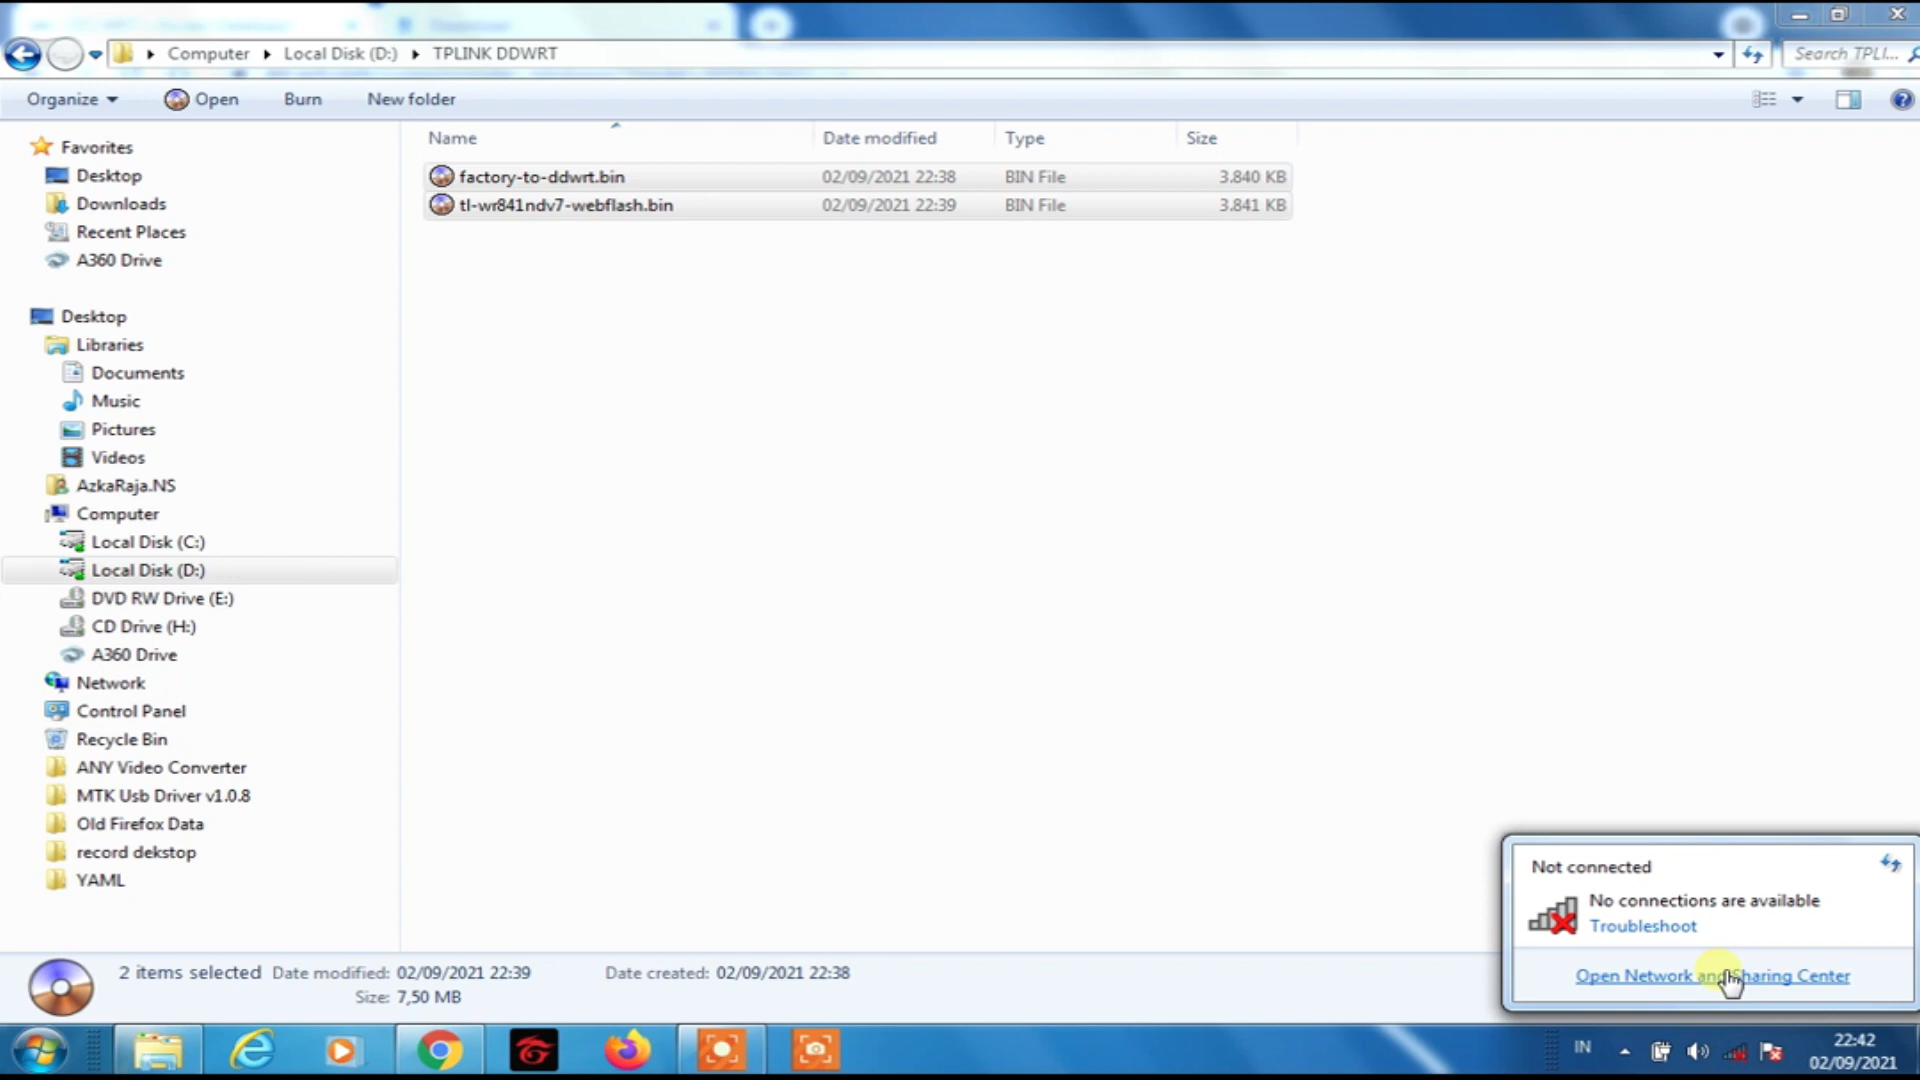 Computer Local Disk (D:) TPLINK DDWRT
Search TPLI...
Organize Open Burn New folder
Name Date modified Type Size
factory-to-ddwrt.bin 02/09/2021 22:38 BIN File 3.840 KB
tl-wr841ndv7-webflash.bin 02/09/2021 22:39 BIN File 3.841 KB
Favorites
Desktop
Downloads
Recent Places
A360 Drive
Desktop
Libraries
Documents
Music
Pictures
Videos
AzkaRaja.NS
Computer
Local Disk (C:)
Local Disk (D:)
DVD RW Drive (E:)
CD Drive (H:)
A360 Drive
Network
Control Panel
Recycle Bin
ANY Video Converter
MTK Usb Driver v1.0.8
Old Firefox Data
record dekstop
YAML
Not connected
No connections are available
Troubleshoot
Open Network and Sharing Center
2 items selected Date modified: 02/09/2021 22:39 Date created: 02/09/2021 22:38
Size: 7,50 MB
IN
22:42
02/09/2021